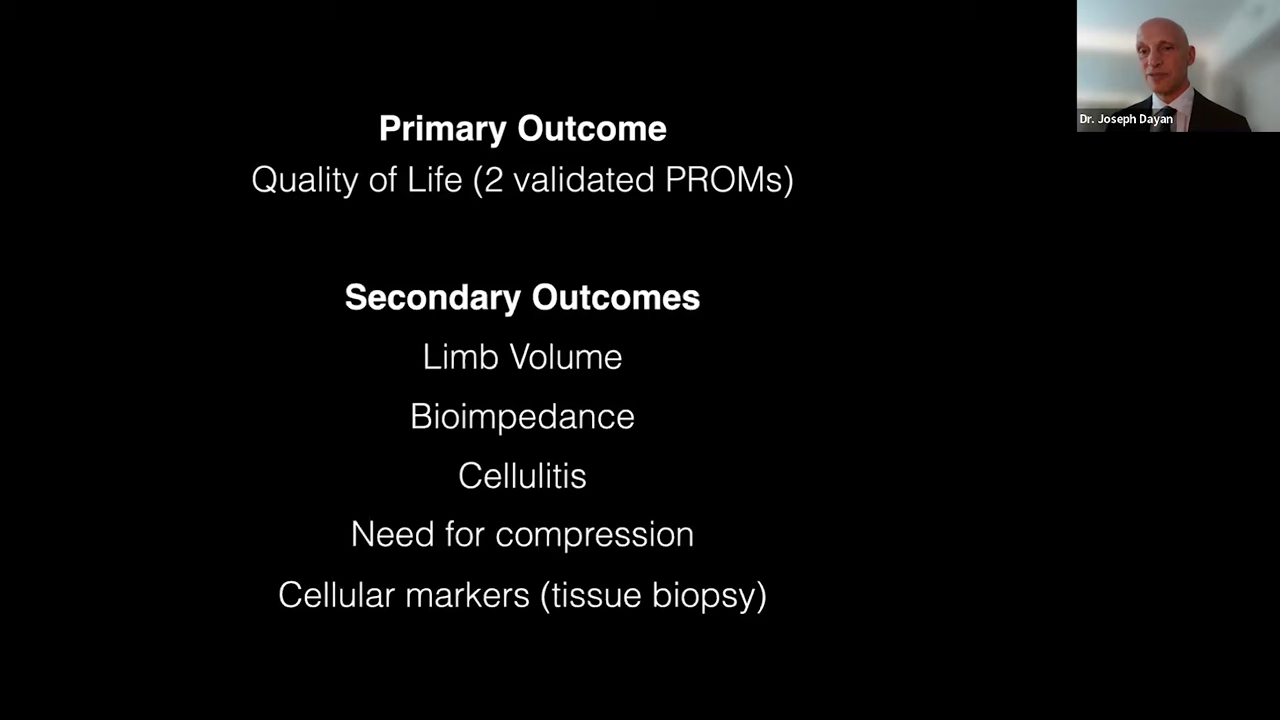 Primary Outcome
Quality of Life (2 validated PROMs)
Secondary Outcomes
Limb Volume
Bioimpedance
Cellulitis
Need for compression
Cellular markers (tissue biopsy)
Dr. Joseph Dayan